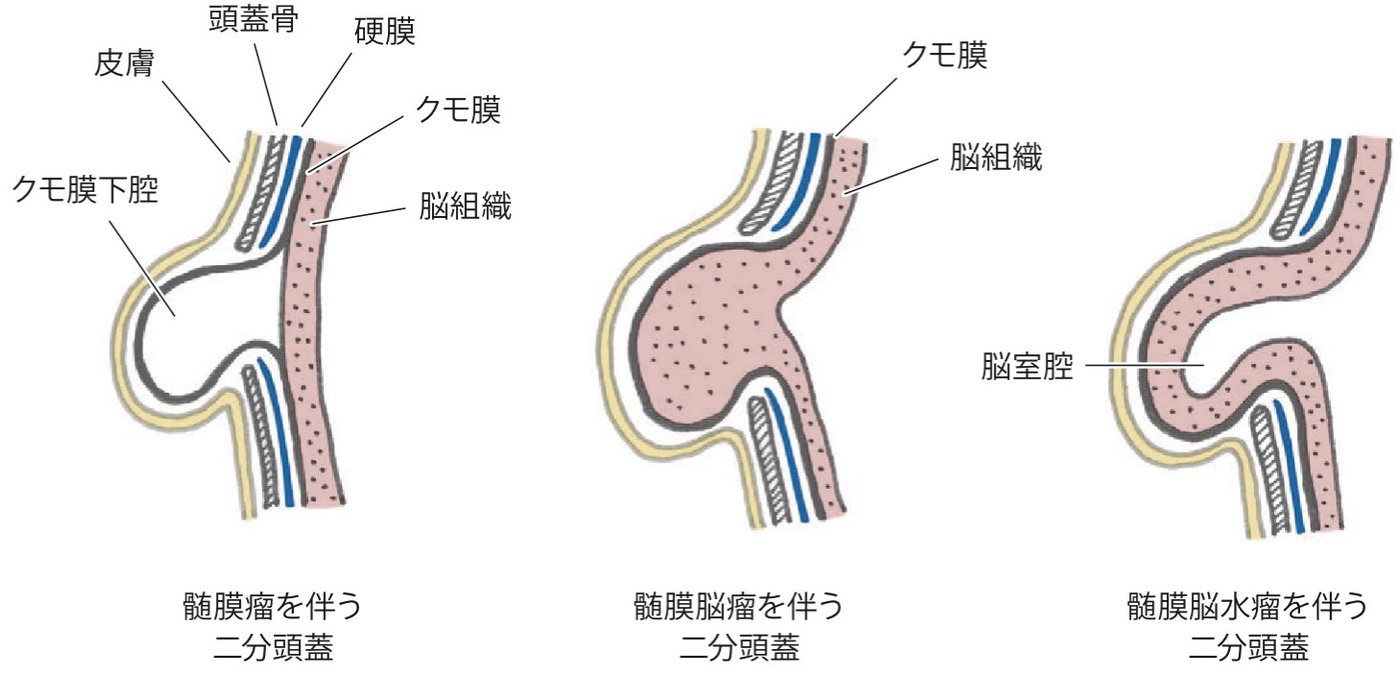 頭蓋骨
硬膜
皮膚
クモ膜
クモ膜下腔
脳組織
クモ膜
脳組織
脳室腔
髄膜瘤を伴う
二分頭蓋
髄膜脳瘤を伴う
二分頭蓋
髄膜脳水瘤を伴う
二分頭蓋